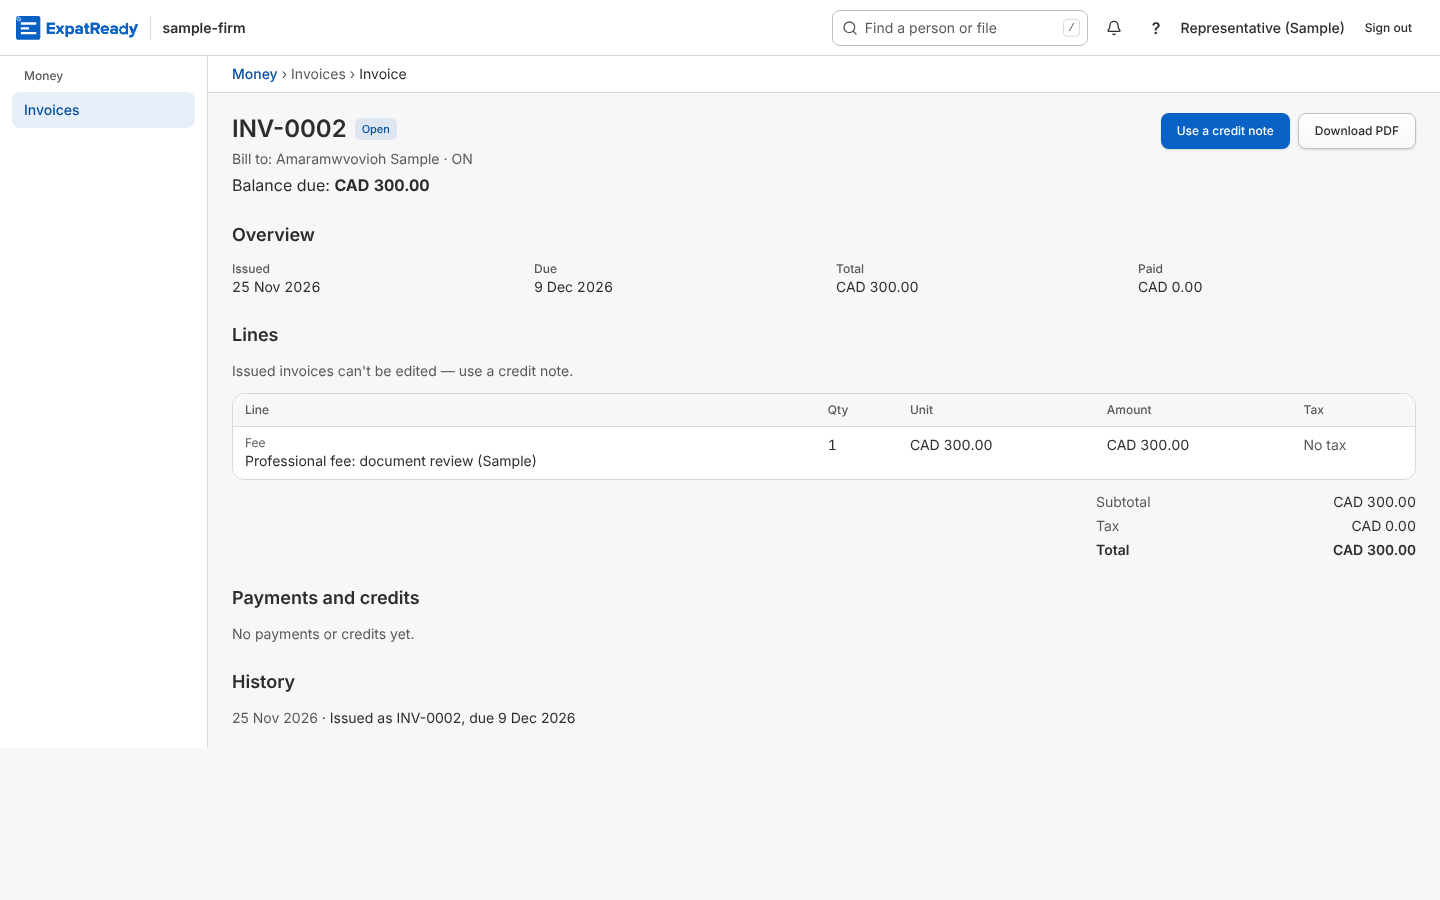 ExpatReady
sample-firm
Find a person or file
/
?
Representative (Sample)
Sign out
Money
Invoices
Money › Invoices › Invoice
INV-0002
Open
Use a credit note
Download PDF
Bill to: Amaramwvovioh Sample · ON
Balance due: CAD 300.00
Overview
Issued
Due
Total
Paid
25 Nov 2026
9 Dec 2026
CAD 300.00
CAD 0.00
Lines
Issued invoices can't be edited — use a credit note.
Line
Qty
Unit
Amount
Tax
Fee
Professional fee: document review (Sample)
1
CAD 300.00
CAD 300.00
No tax
Subtotal CAD 300.00
Tax CAD 0.00
Total CAD 300.00
Payments and credits
No payments or credits yet.
History
25 Nov 2026 · Issued as INV-0002, due 9 Dec 2026